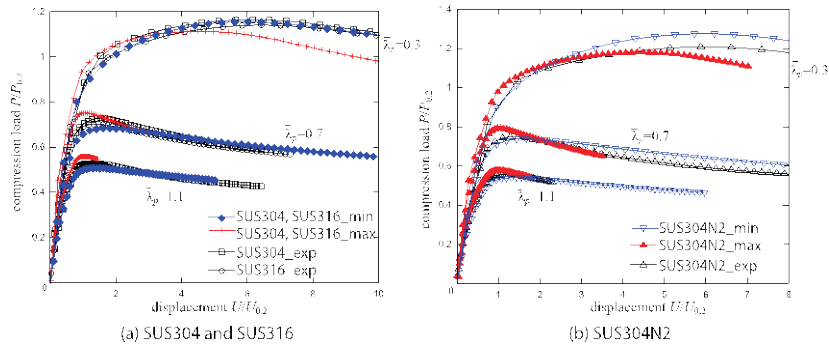 compression load P/P0.2
1.2
1
0.8
0.6
0.4
0.2
0
0
2
4
6
8
10
λ̄p=0.3
λ̄p=0.7
λ̄p=1.1
SUS304, SUS316_min
SUS304, SUS316_max
SUS304_exp
SUS316_exp
displacement U/U0.2
(a) SUS304 and SUS316
compression load P/P0.2
1.4
1.2
1
0.8
0.6
0.4
0.2
0
0
1
2
3
4
5
6
7
8
λ̄p=0.3
λ̄p=0.7
λ̄p=1.1
SUS304N2_min
SUS304N2_max
SUS304N2_exp
displacement U/U0.2
(b) SUS304N2